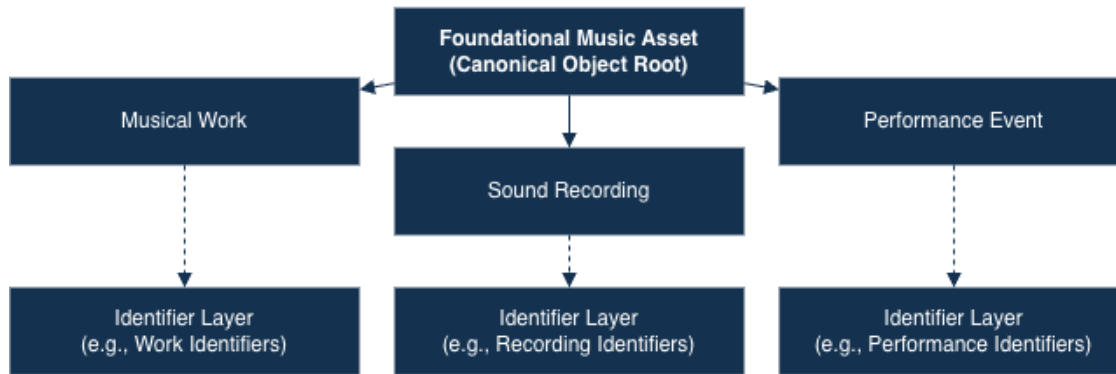 Foundational Music Asset
(Canonical Object Root)
Musical Work
Performance Event
Sound Recording
Identifier Layer
(e.g., Work Identifiers)
Identifier Layer
(e.g., Recording Identifiers)
Identifier Layer
(e.g., Performance Identifiers)